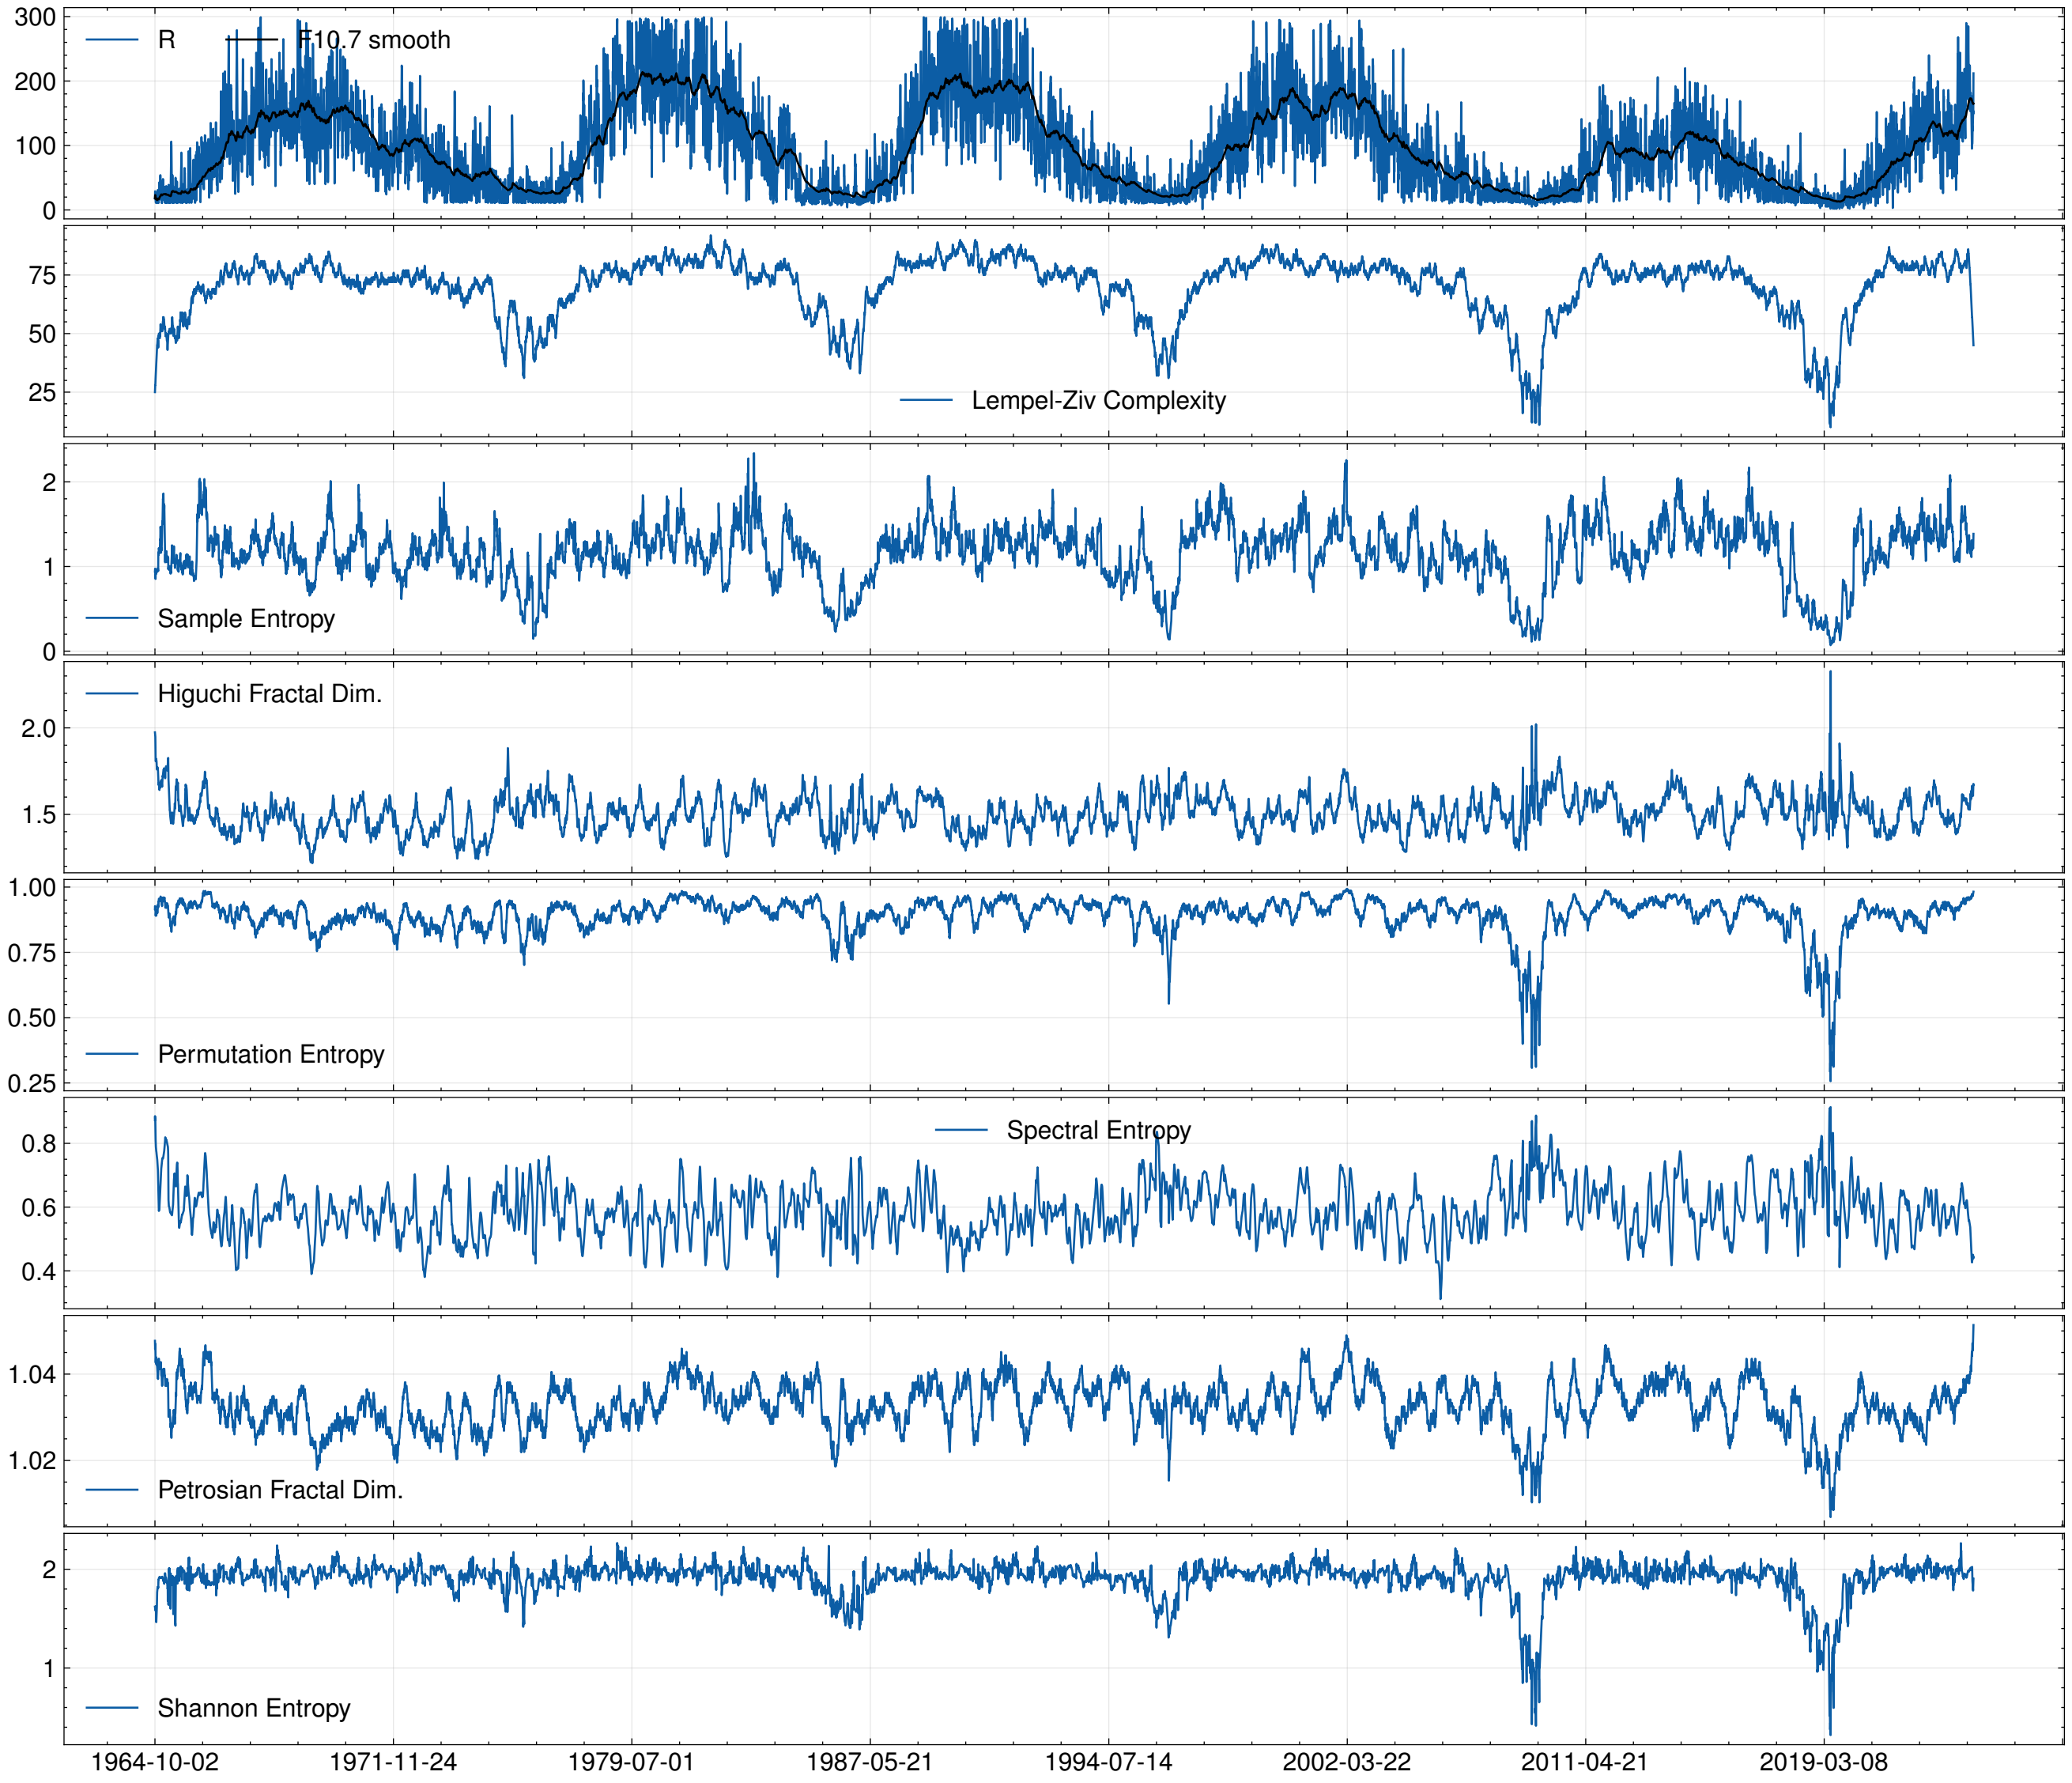 300
R F10.7 smooth
200
100
0
75
50
25
Lempel-Ziv Complexity
2
1
Sample Entropy
0
Higuchi Fractal Dim.
2.0
1.5
1.00
0.75
0.50
Permutation Entropy
0.25
Spectral Entropy
0.8
0.6
0.4
1.04
1.02
Petrosian Fractal Dim.
2
1
Shannon Entropy
1964-10-02 1971-11-24 1979-07-01 1987-05-21 1994-07-14 2002-03-22 2011-04-21 2019-03-08